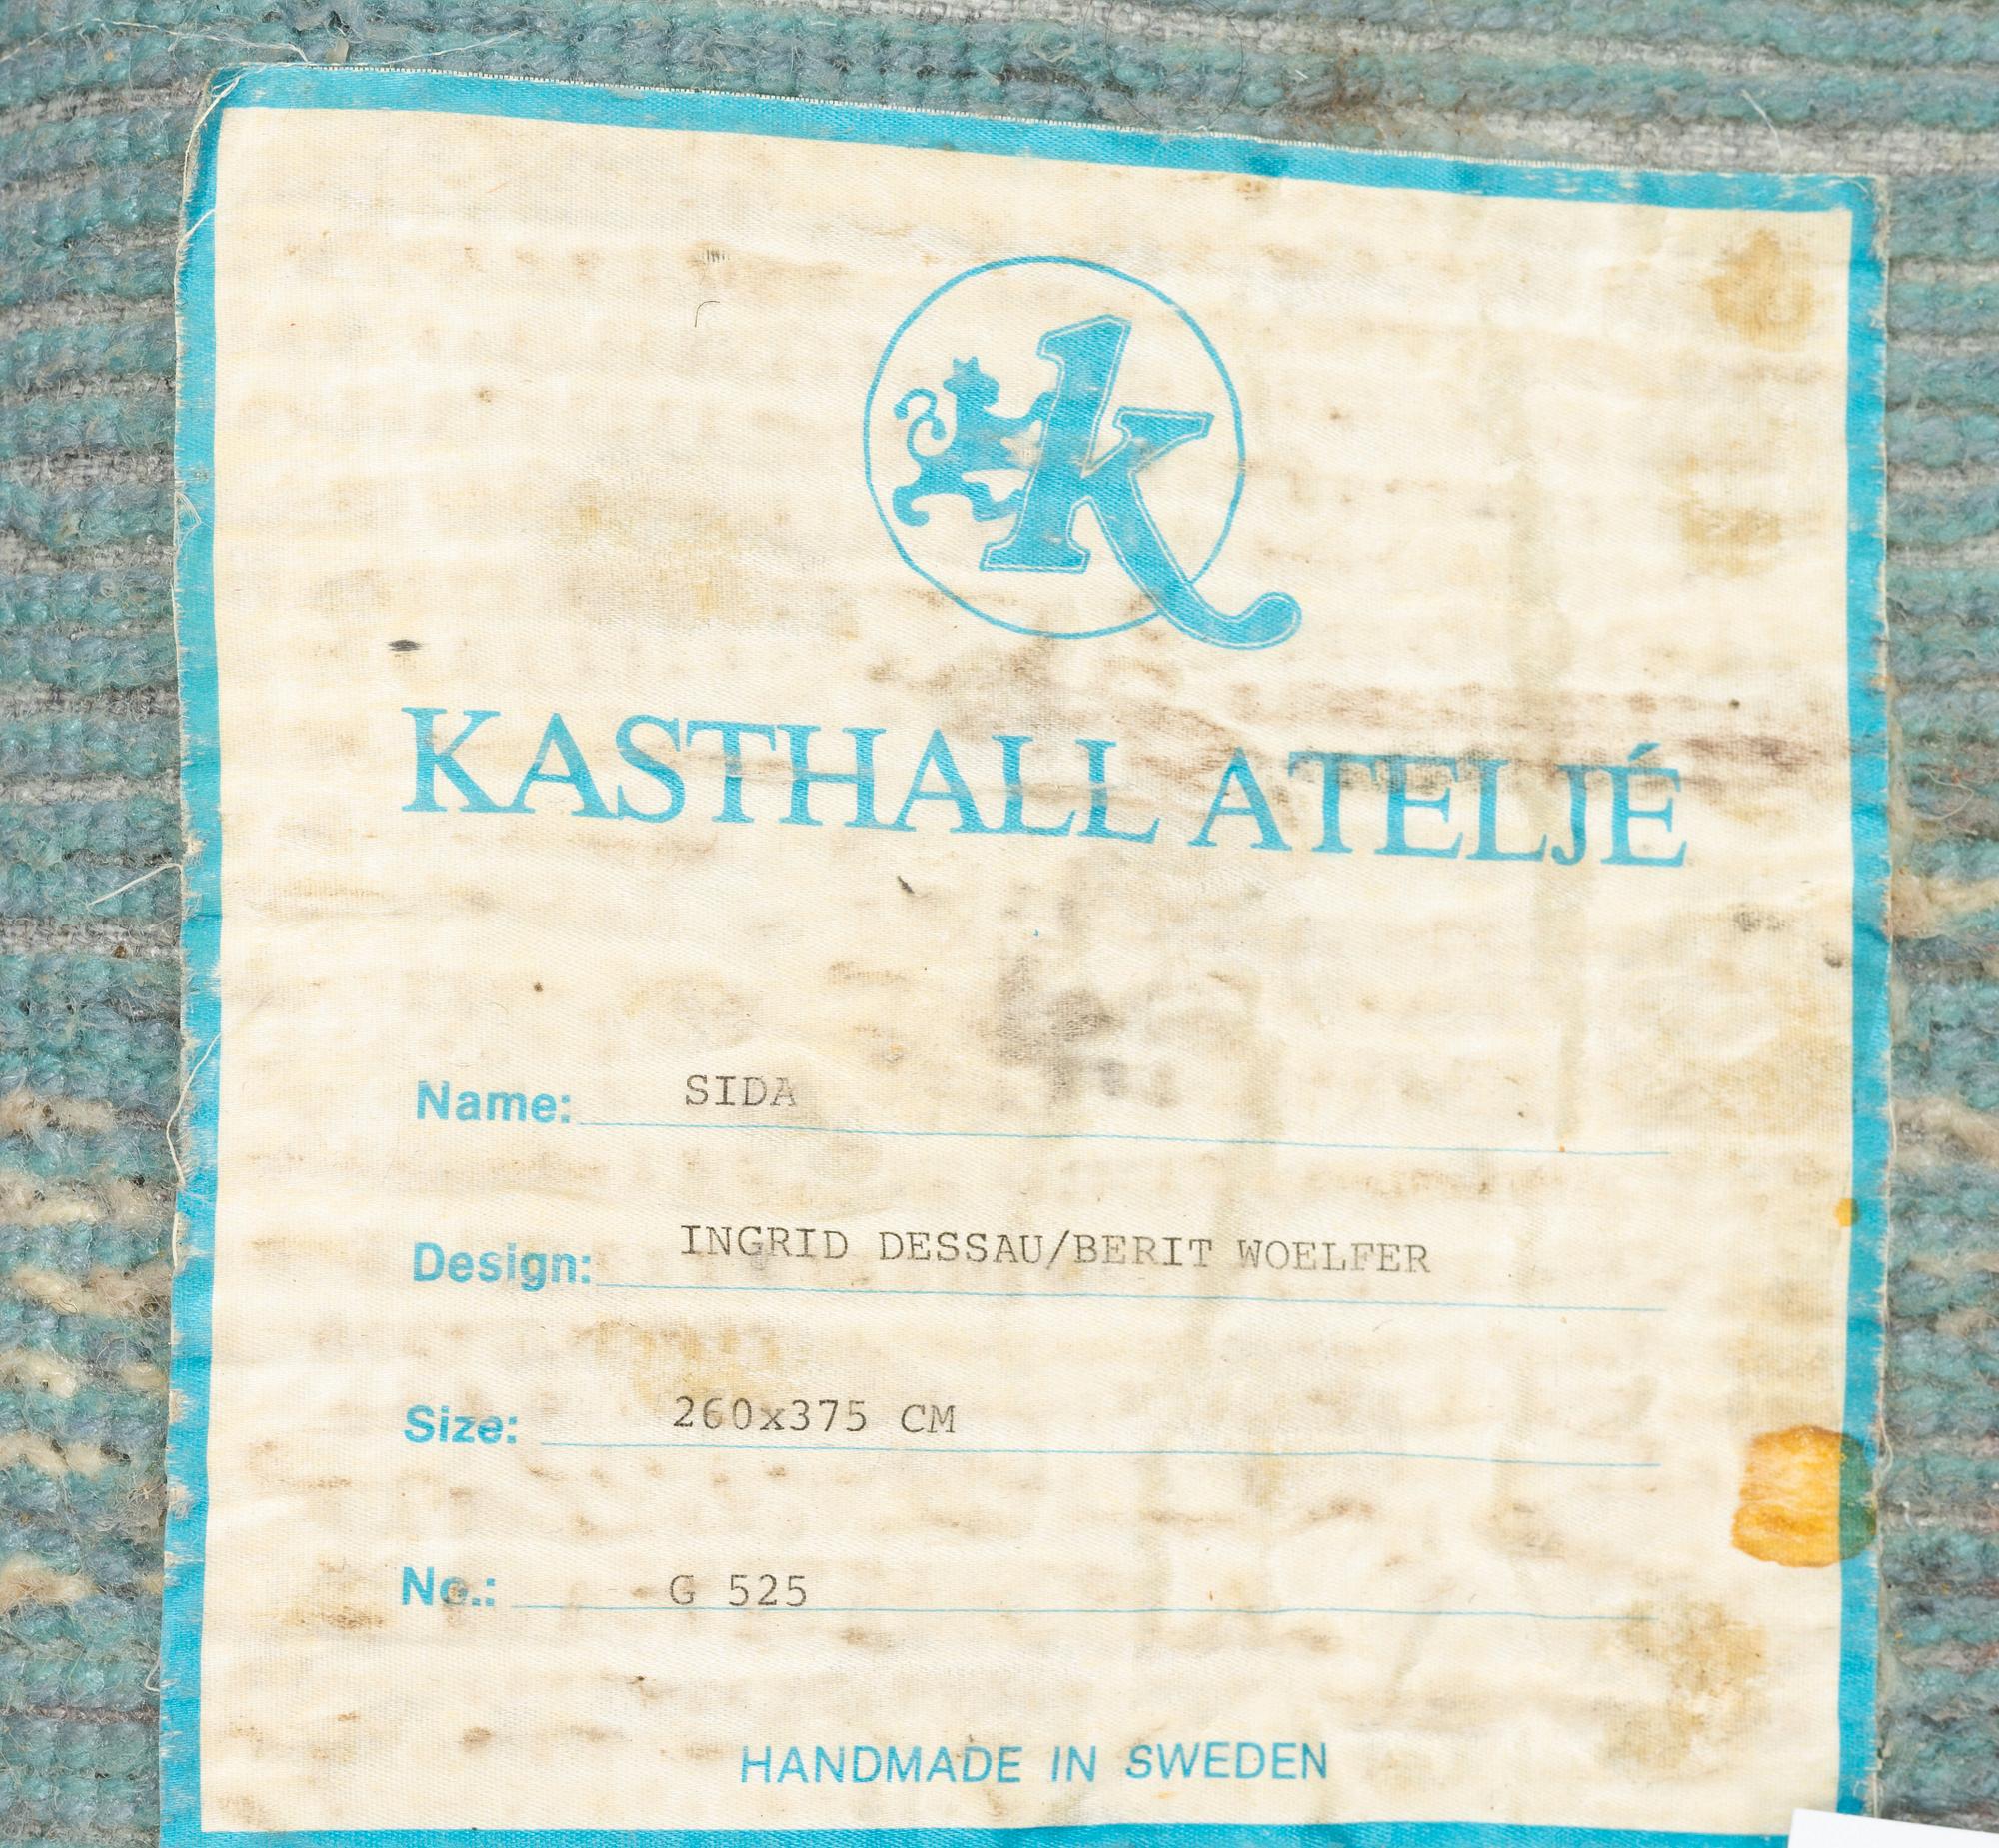 k
KASTHALL ATELJÉ
Name: SIDA
Design: INGRID DESSAU/BERIT WOELFER
Size: 260x375 CM
No.: G 525
HANDMADE IN SWEDEN